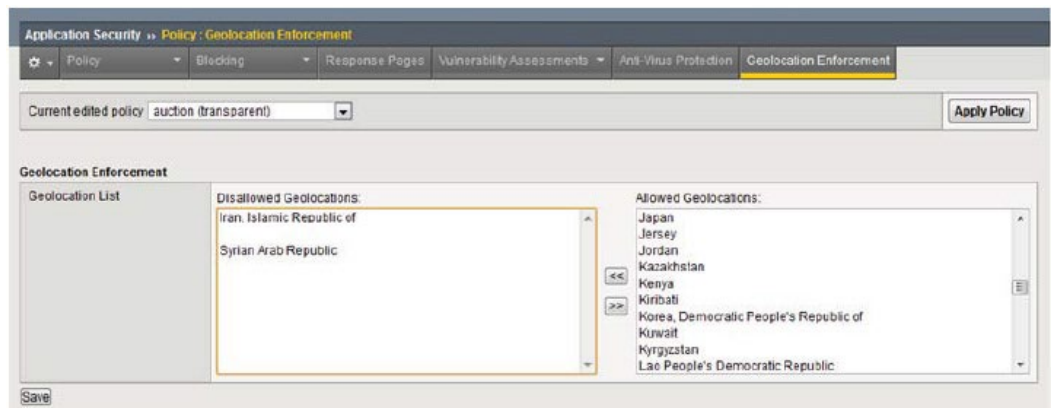 Application Security ›› Policy : Geolocation Enforcement
Policy Blocking Response Pages Vulnerability Assessments Anti-Virus Protection Geolocation Enforcement
Current edited policy auction (transparent) Apply Policy
Geolocation Enforcement
Geolocation List
Disallowed Geolocations:
Iran, Islamic Republic of
Syrian Arab Republic
<<
>>
Allowed Geolocations:
Japan
Jersey
Jordan
Kazakhstan
Kenya
Kiribati
Korea, Democratic People's Republic of
Kuwait
Kyrgyzstan
Lao People's Democratic Republic
Save